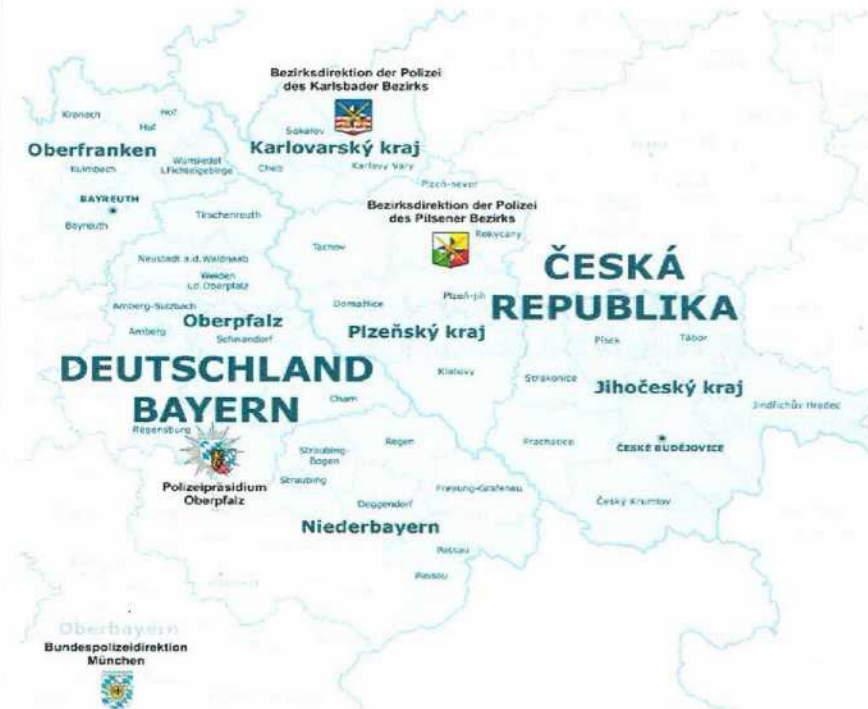 Bezirksdirektion der Polizei
des Karlsbader Bezirks
Kronach
Hof
Hof
Sokolov
Oberfranken
Karlovarský kraj
Kulmbach
Wunsiedel
i.Fichtelgebirge
Cheb
Karlovy Vary
Plzeň-sever
BAYREUTH
Bezirksdirektion der Polizei
des Pilsener Bezirks
Bayreuth
Tirschenreuth
Rokycany
Tachov
Neustadt a.d.Waldnaab
Weiden
i.d.Oberpfalz
ČESKÁ
REPUBLIKA
Amberg-Sulzbach
Domažlice
Plzeň-jih
Oberpfalz
Amberg
Schwandorf
Plzeňský kraj
Písek
Tábor
DEUTSCHLAND
BAYERN
Klatovy
Strakonice
Jihočeský kraj
Cham
Jindřichův Hradec
Regensburg
Straubing-
Bogen
Regen
Prachatice
ČESKÉ BUDĚJOVICE
Polizeipräsidium
Oberpfalz
Straubing
Freyung-Grafenau
Deggendorf
Český Krumlov
Niederbayern
Passau
Passau
Oberbayern
Bundespolizeidirektion
München